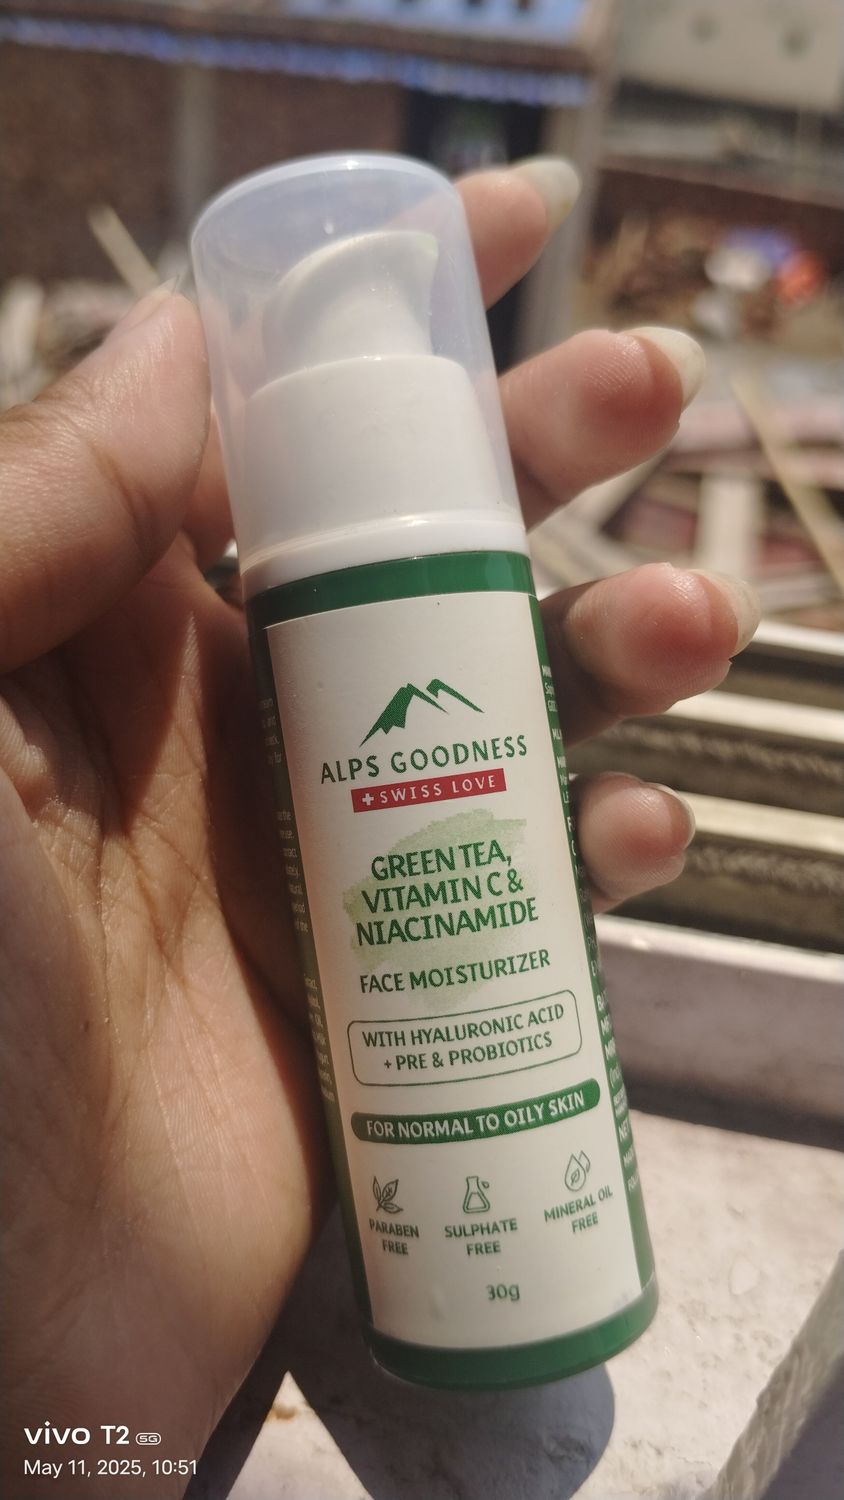 ALPS GOODNESS
SWISS LOVE
GREEN TEA,
VITAMIN C &
NIACINAMIDE
FACE MOISTURIZER
WITH HYALURONIC ACID
+ PRE & PROBIOTICS
FOR NORMAL TO OILY SKIN
PARABEN
FREE
SULPHATE
FREE
MINERAL OIL
FREE
30g
vivo T2 5G
May 11, 2025, 10:51